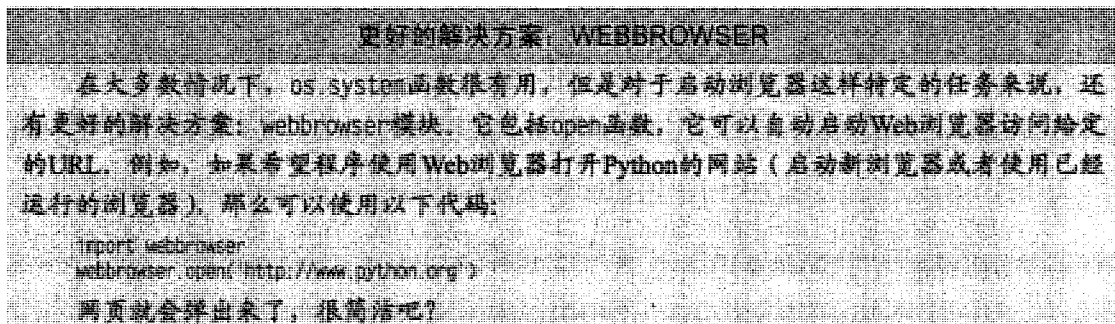 更好的解决方案：WEBBROWSER
在大多数情况下，os.system函数很有用，但是对于启动浏览器这样特定的任务来说，还
有更好的解决方案：webbrowser模块。它包括open函数，它可以自动启动Web浏览器访问给定
的URL。例如，如果希望程序使用Web浏览器打开Python的网站（启动新浏览器或者使用已经
运行的浏览器），那么可以使用以下代码：
import webbrowser
webbrowser.open('http://www.python.org')
网页就会弹出来了，很简洁吧？